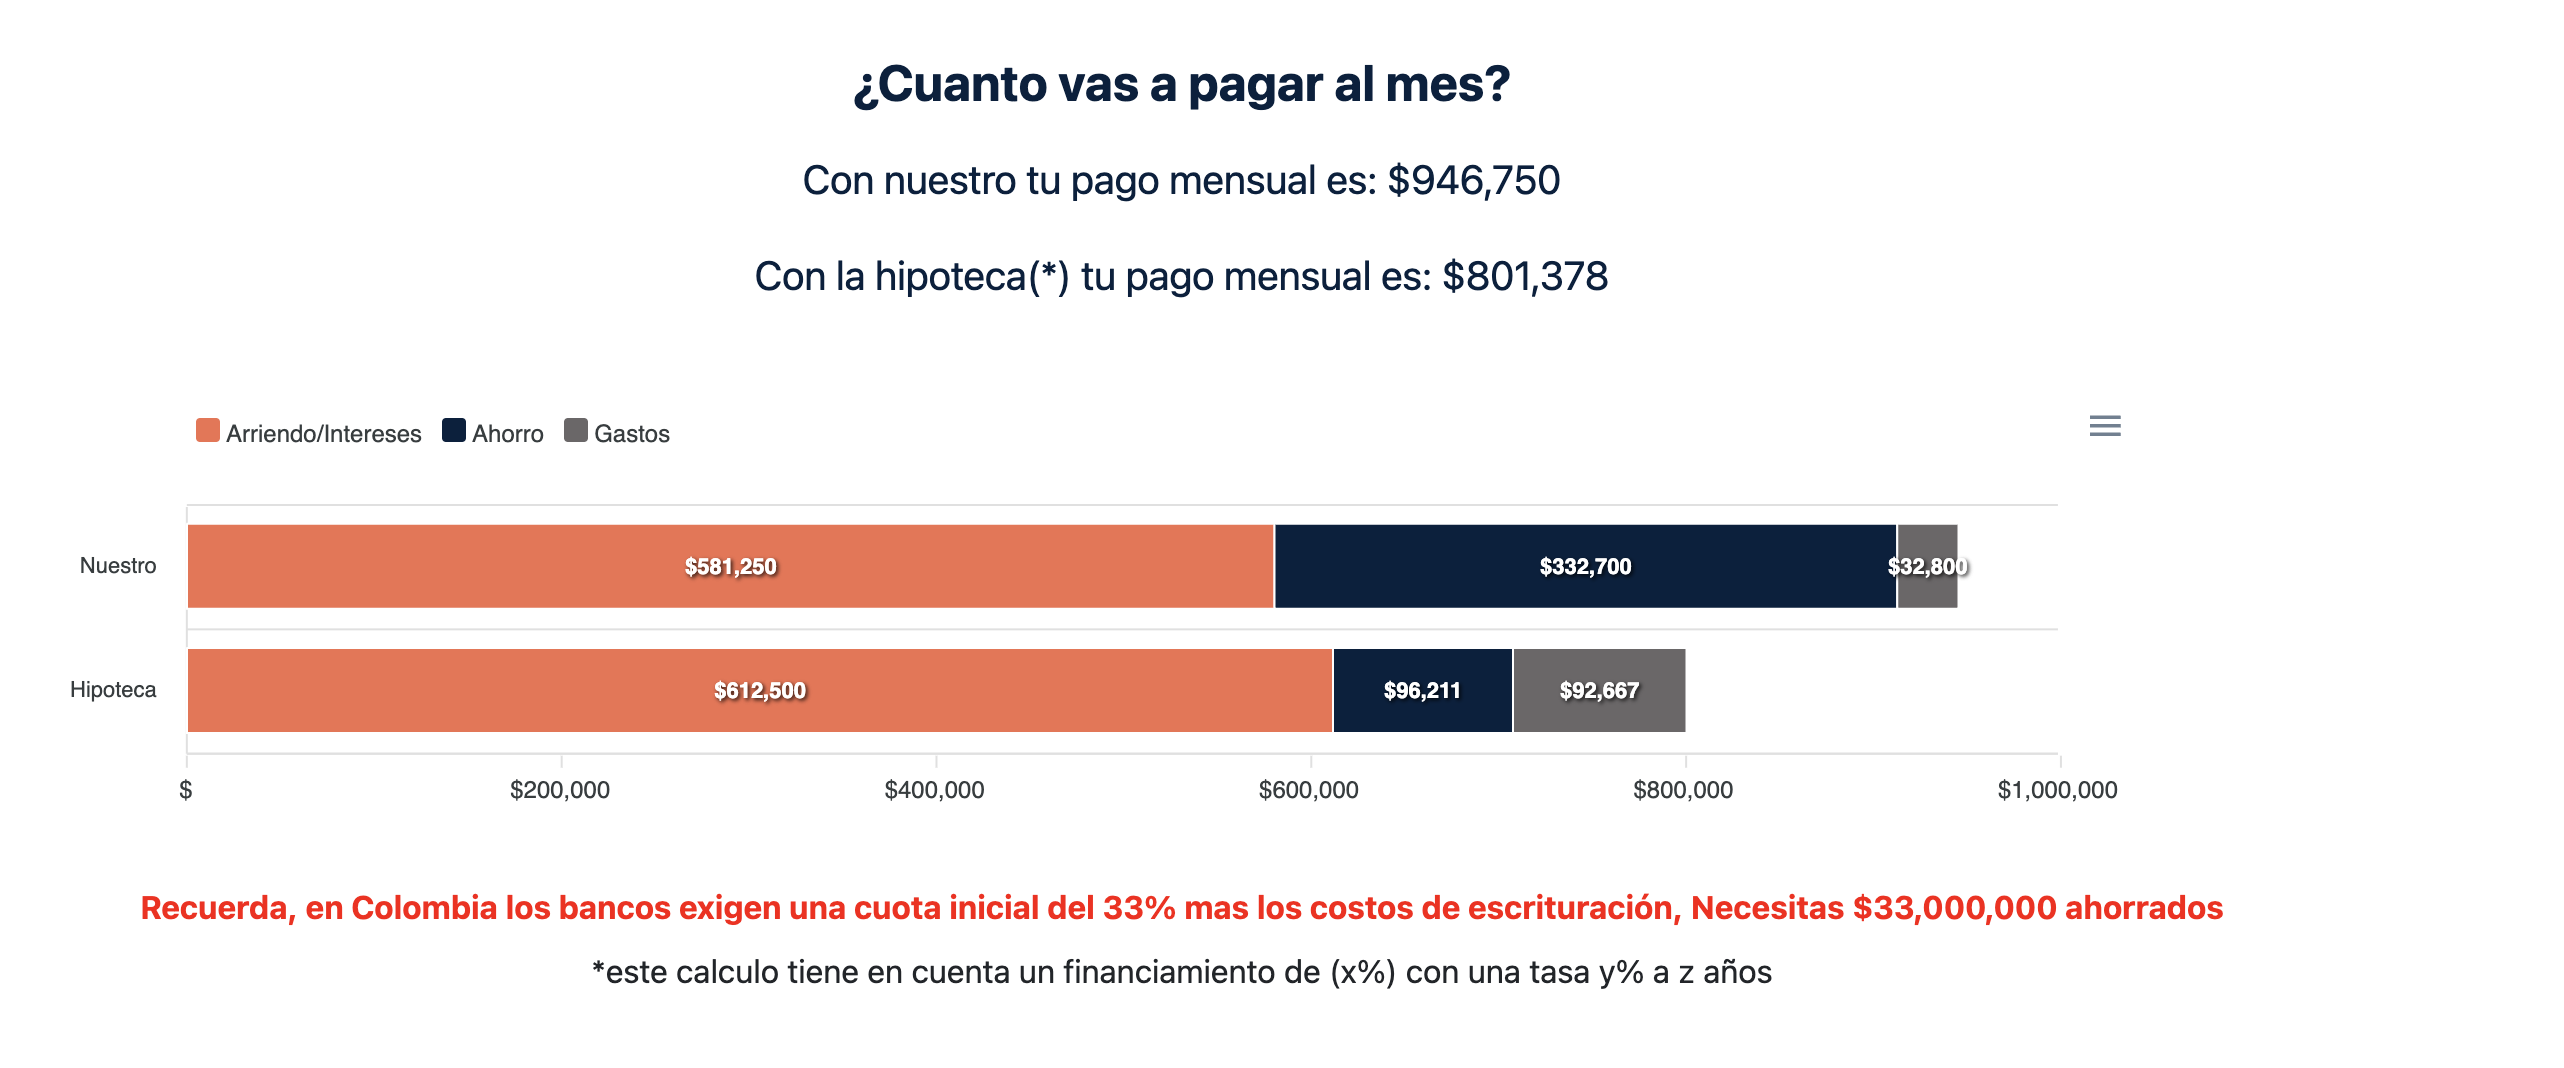 ¿Cuanto vas a pagar al mes?
Con nuestro tu pago mensual es: $946,750
Con la hipoteca(*) tu pago mensual es: $801,378
Arriendo/Intereses Ahorro Gastos
Nuestro $581,250 $332,700 $32,800
Hipoteca $612,500 $96,211 $92,667
$ $200,000 $400,000 $600,000 $800,000 $1,000,000
Recuerda, en Colombia los bancos exigen una cuota inicial del 33% mas los costos de escrituración, Necesitas $33,000,000 ahorrados
*este calculo tiene en cuenta un financiamiento de (x%) con una tasa y% a z años